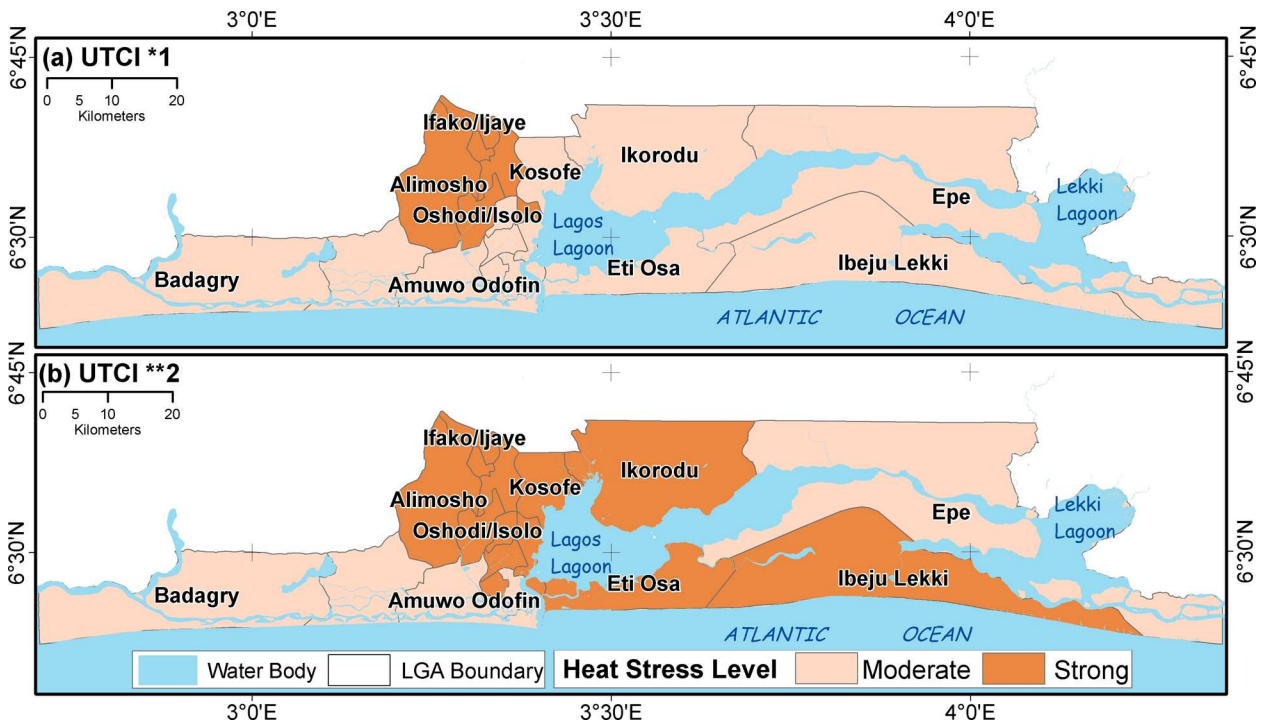 3°0'E 3°30'E 4°0'E
6°45'N 6°45'N
(a) UTCI *1
0 5 10 20
Kilometers
Ifako/Ijaye
Ikorodu
Kosofe
Alimosho
Lekki
Lagoon
Epe
Oshodi/Isolo
Lagos
Lagoon
6°30'N 6°30'N
Eti Osa
Ibeju Lekki
Badagry
Amuwo Odofin
ATLANTIC OCEAN
6°45'N 6°45'N
(b) UTCI **2
0 5 10 20
Kilometers
Ifako/Ijaye
Ikorodu
Kosofe
Alimosho
Lekki
Lagoon
Epe
Oshodi/Isolo
Lagos
Lagoon
6°30'N 6°30'N
Eti Osa
Ibeju Lekki
Badagry
Amuwo Odofin
ATLANTIC OCEAN
Water Body LGA Boundary Heat Stress Level Moderate Strong
3°0'E 3°30'E 4°0'E